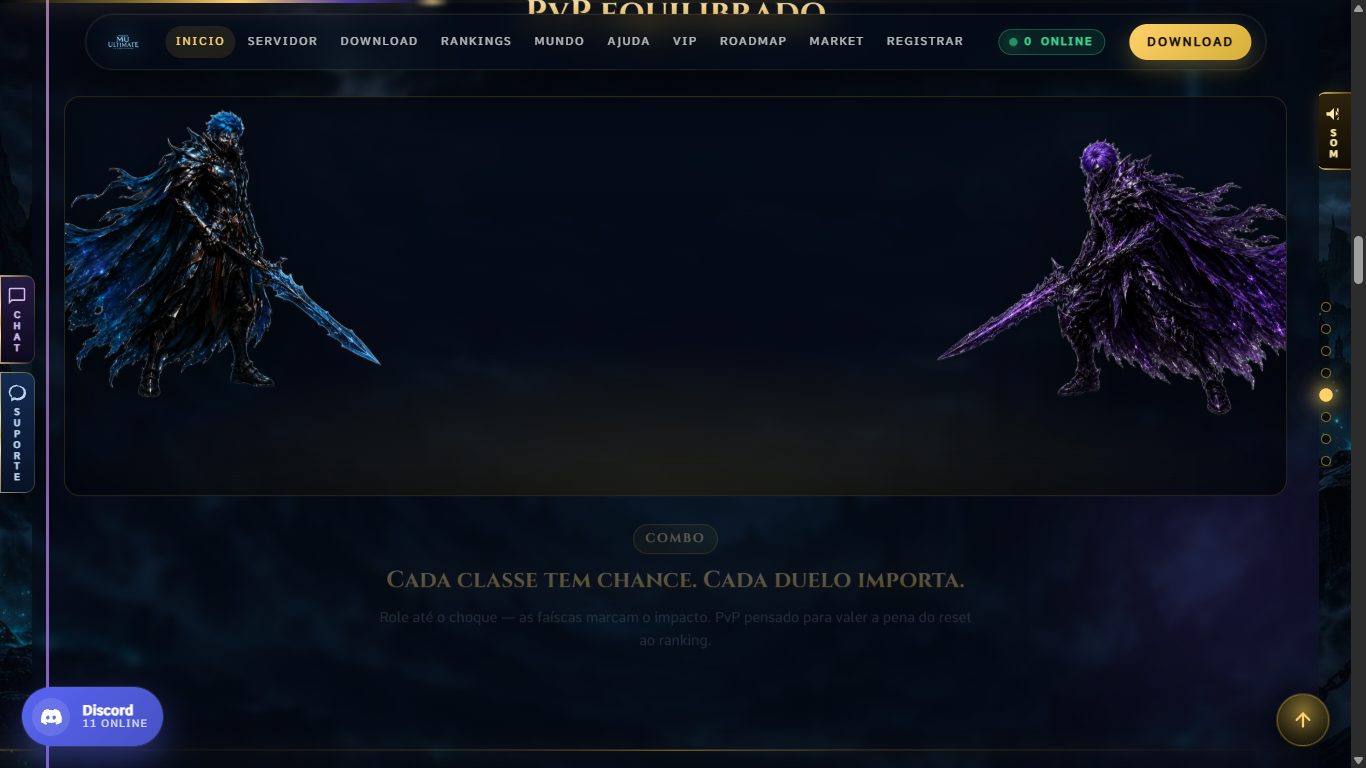 PVP EQUILIBRADO
MU
ULTIMATE
INICIO
SERVIDOR
DOWNLOAD
RANKINGS
MUNDO
AJUDA
VIP
ROADMAP
MARKET
REGISTRAR
0 ONLINE
DOWNLOAD
SOM
CHAT
SUPORTE
COMBO
CADA CLASSE TEM CHANCE. CADA DUELO IMPORTA.
Role até o choque — as faíscas marcam o impacto. PvP pensado para valer a pena do reset
ao ranking.
Discord
11 ONLINE